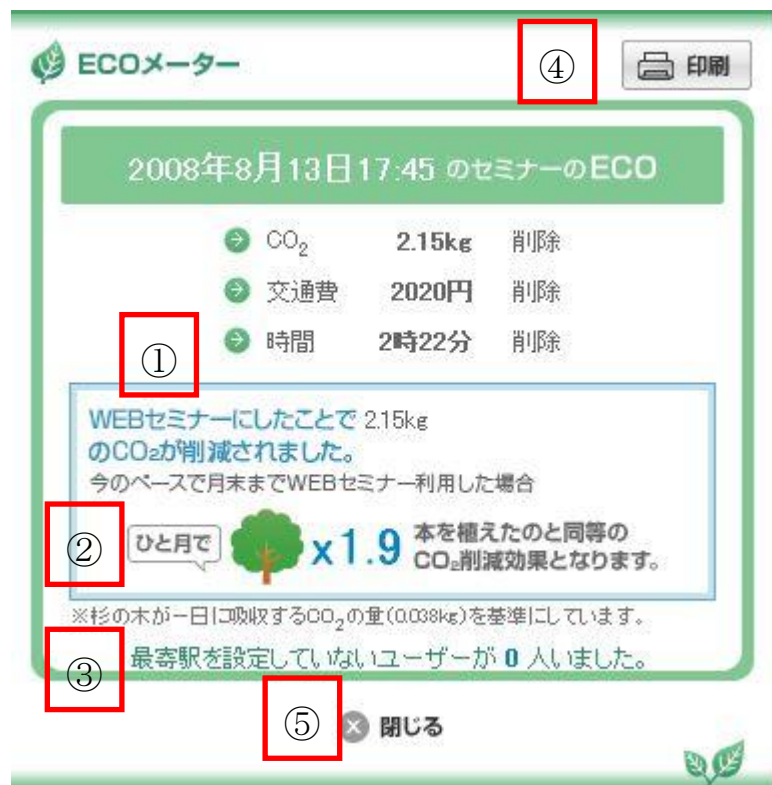 ECOメーター
④
印刷
2008年8月13日17:45 のセミナーのECO
CO₂ 2.15kg 削除
交通費 2020円 削除
時間 2時22分 削除
①
WEBセミナーにしたことで 2.15kg
のCO₂が削減されました。
今のペースで月末までWEBセミナー利用した場合
②
ひと月で
x1.9
本を植えたのと同等の
CO₂削減効果となります。
※杉の木が一日に吸収するCO₂の量(0.038kg)を基準にしています。
③
最寄駅を設定していないユーザーが 0 人いました。
⑤
閉じる